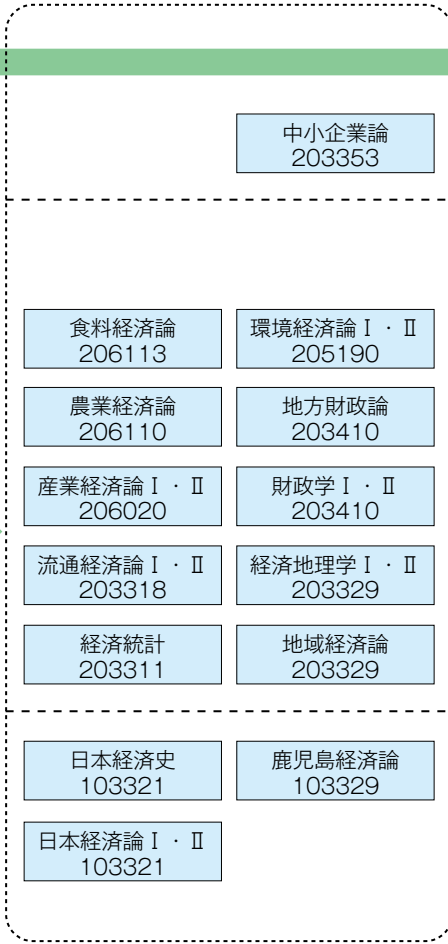 中小企業論
203353
食料経済論
206113
環境経済論Ⅰ・Ⅱ
205190
農業経済論
206110
地方財政論
203410
産業経済論Ⅰ・Ⅱ
206020
財政学Ⅰ・Ⅱ
203410
流通経済論Ⅰ・Ⅱ
203318
経済地理学Ⅰ・Ⅱ
203329
経済統計
203311
地域経済論
203329
日本経済史
103321
鹿児島経済論
103329
日本経済論Ⅰ・Ⅱ
103321